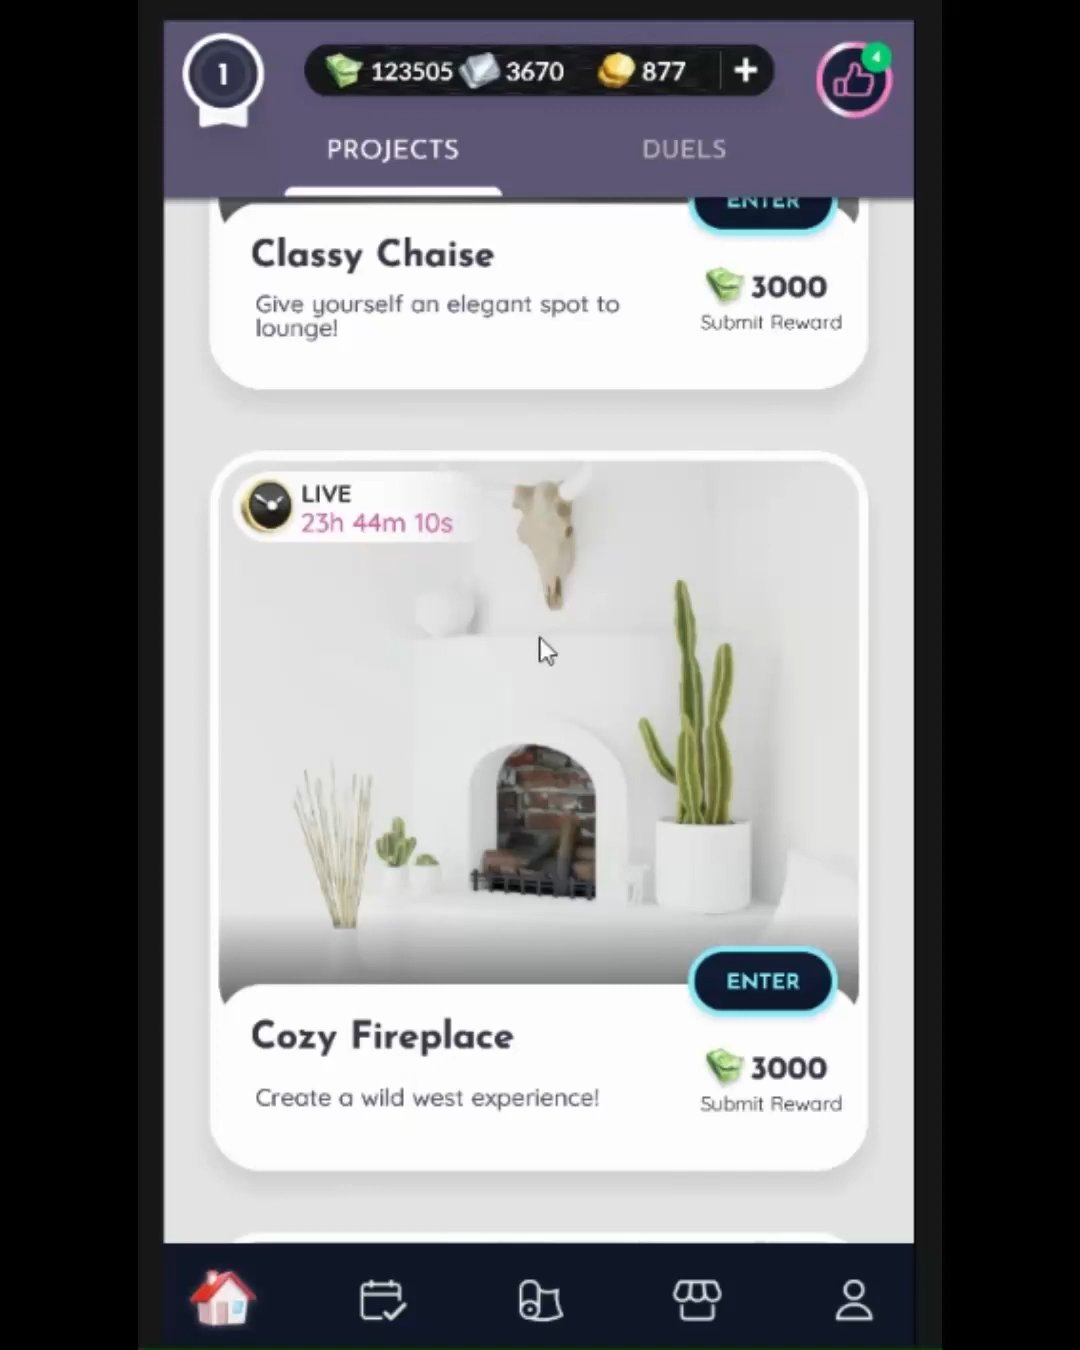 1
123505 3670 877 +
4
PROJECTS DUELS
ENTER
Classy Chaise
3000
Give yourself an elegant spot to
lounge!
Submit Reward
LIVE
23h 44m 10s
ENTER
Cozy Fireplace
3000
Create a wild west experience!
Submit Reward